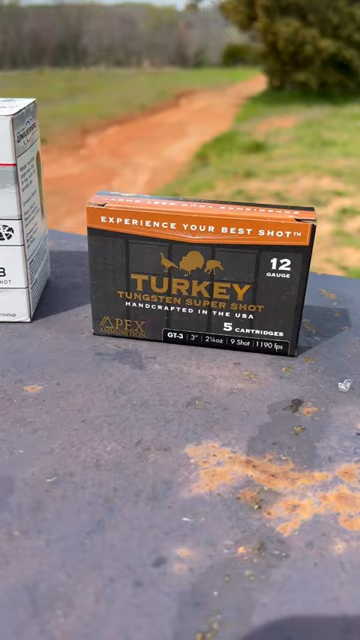 EXPERIENCE YOUR BEST SHOT™
12
GAUGE
TURKEY
TUNGSTEN SUPER SHOT
HANDCRAFTED IN THE USA
5 CARTRIDGES
APEX
AMMUNITION
GT-3 | 3" | 2¼oz | 9 Shot | 1190 fps